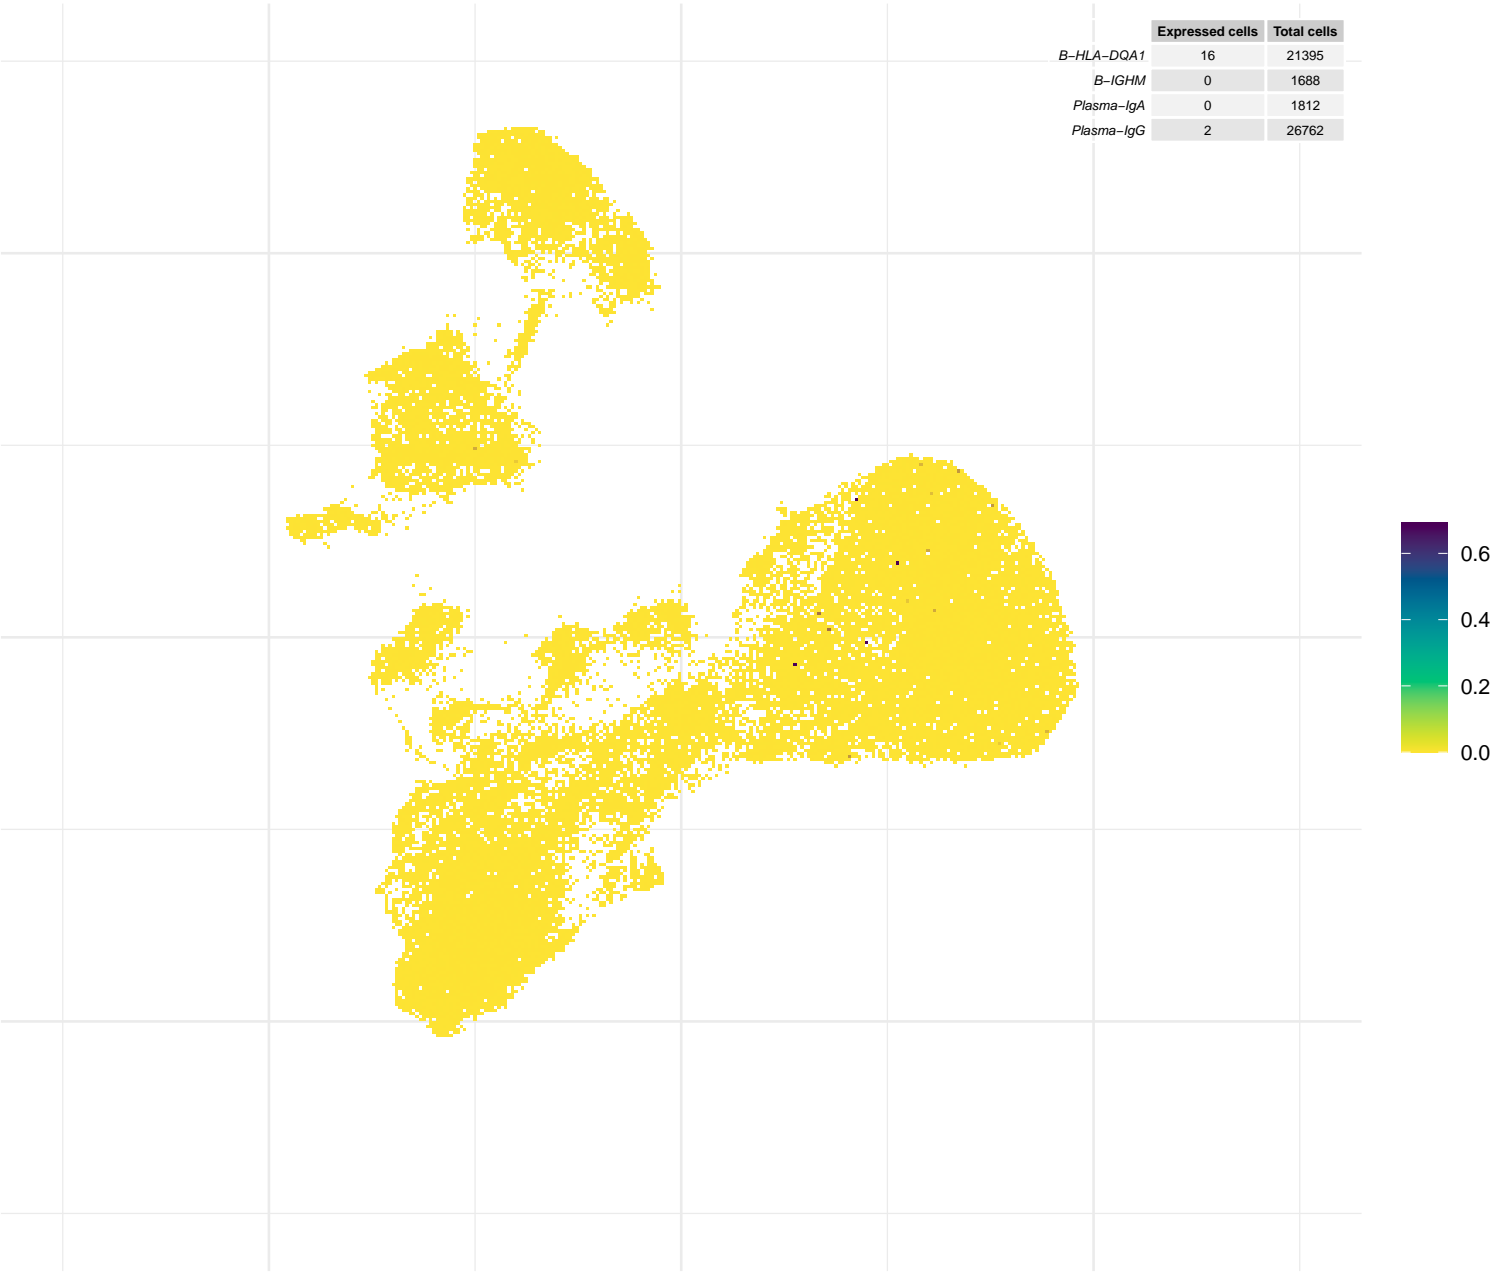 Expressed cells Total cells
B−HLA−DQA1 16 21395
B−IGHM 0 1688
Plasma−IgA 0 1812
Plasma−IgG 2 26762
0.6
0.4
0.2
0.0